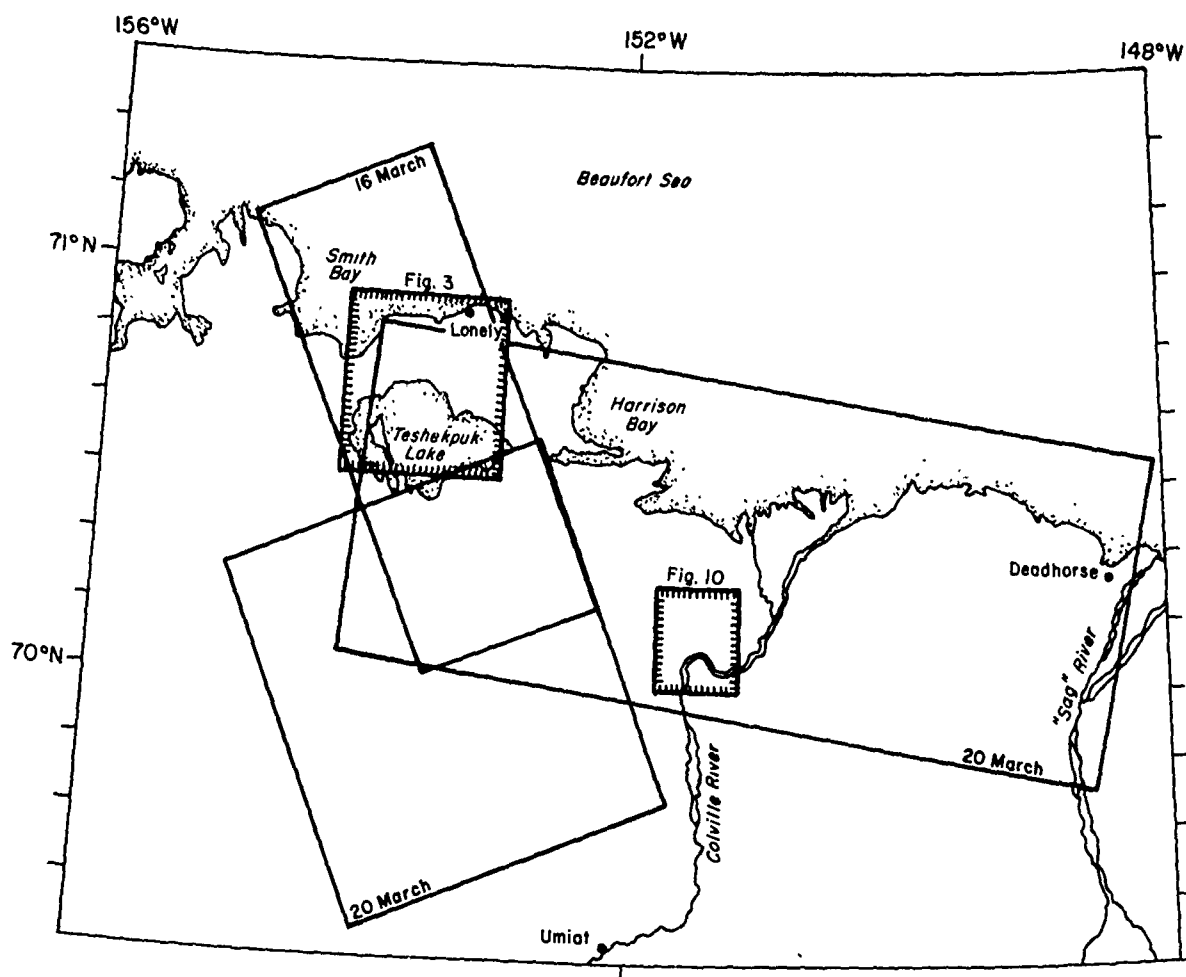 156°W
152°W
148°W
16 March
Beaufort Sea
71°N
Smith
Bay
Fig. 3
Lonely
Harrison
Bay
Teshekpuk
Lake
Deadhorse
Fig. 10
70°N
"Sag" River
20 March
Colville River
20 March
Umiat